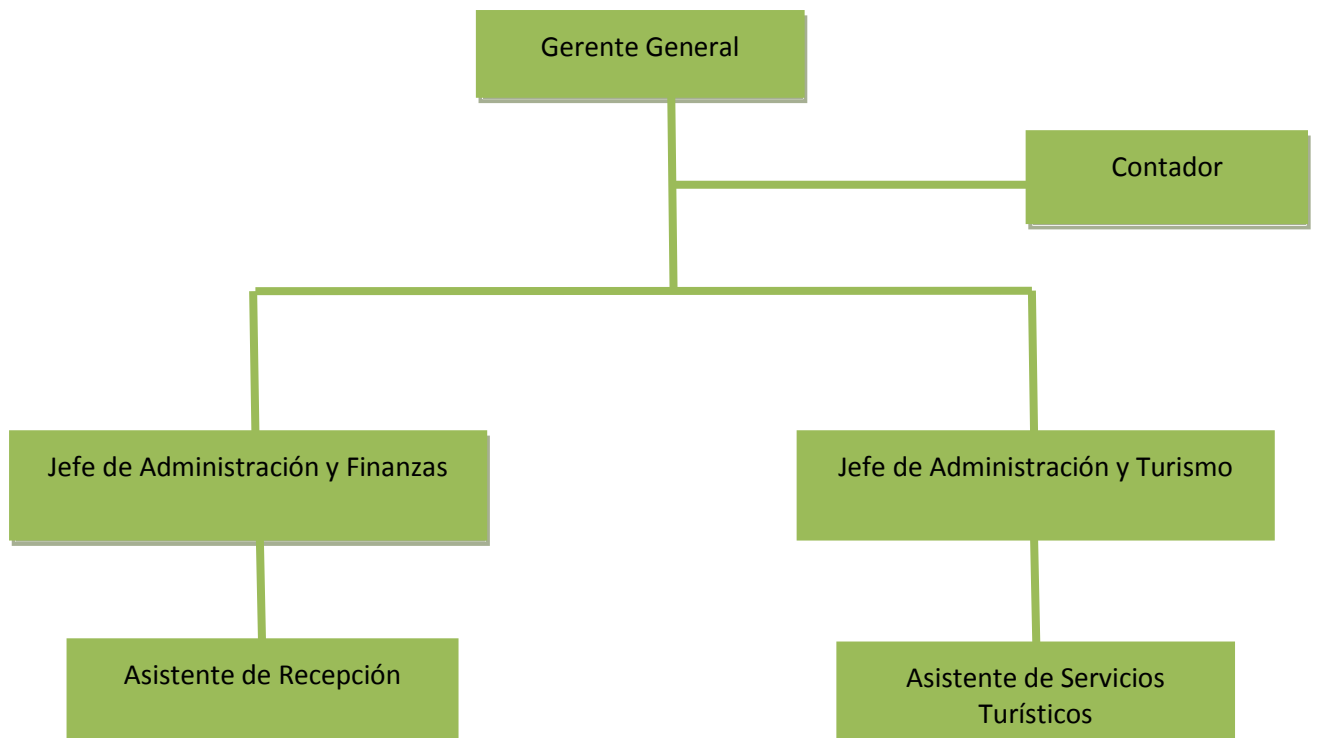 Gerente General
Contador
Jefe de Administración y Finanzas
Jefe de Administración y Turismo
Asistente de Recepción
Asistente de Servicios
Turísticos